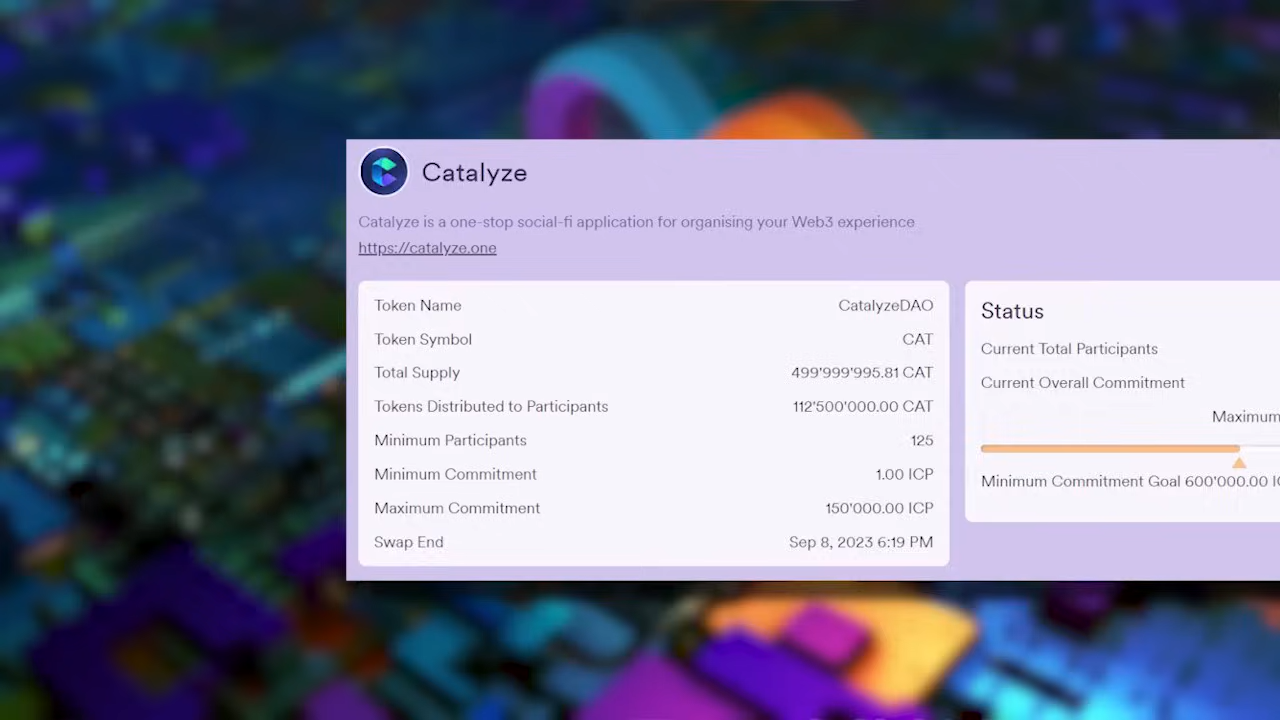 Catalyze
Catalyze is a one-stop social-fi application for organising your Web3 experience
https://catalyze.one
Token Name CatalyzeDAO
Token Symbol CAT
Total Supply 499'999'995.81 CAT
Tokens Distributed to Participants 112'500'000.00 CAT
Minimum Participants 125
Minimum Commitment 1.00 ICP
Maximum Commitment 150'000.00 ICP
Swap End Sep 8, 2023 6:19 PM
Status
Current Total Participants
Current Overall Commitment
Maximum
Minimum Commitment Goal 600'000.00